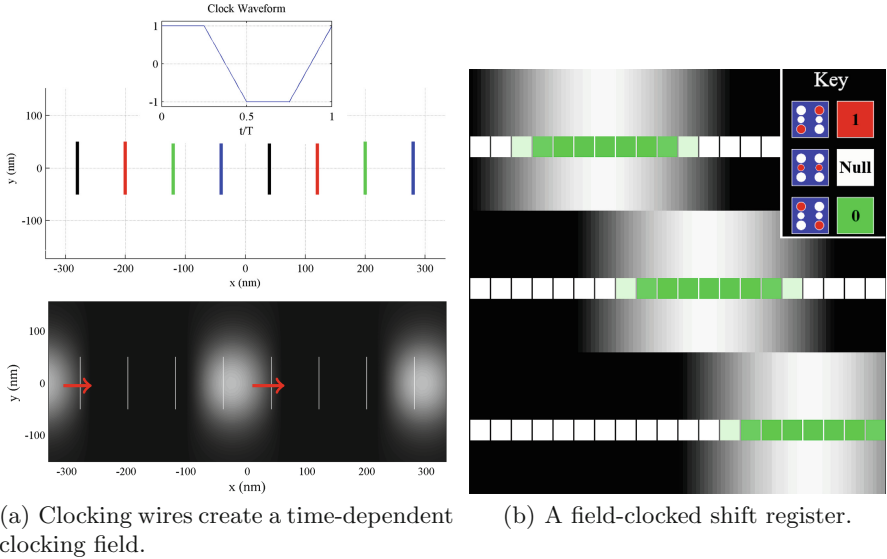 Clock Waveform
1
0
-1
0
0.5
1
t/T
100
0
-100
y (nm)
-300
-200
-100
0
100
200
300
x (nm)
100
0
-100
y (nm)
-300
-200
-100
0
100
200
300
x (nm)
Key
1
Null
0
(a) Clocking wires create a time-dependent
clocking field.
(b) A field-clocked shift register.